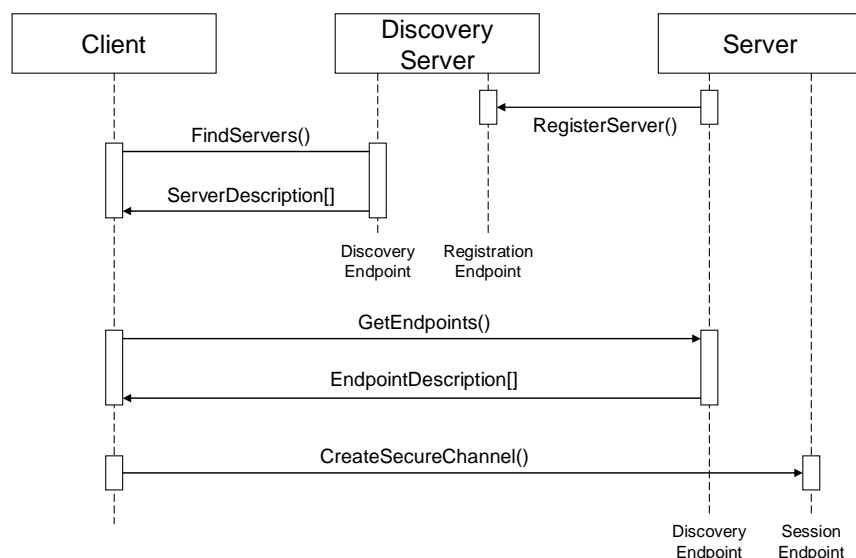 Client
Discovery
Server
Server
RegisterServer()
FindServers()
ServerDescription[]
Discovery
Endpoint
Registration
Endpoint
GetEndpoints()
EndpointDescription[]
CreateSecureChannel()
Discovery
Endpoint
Session
Endpoint